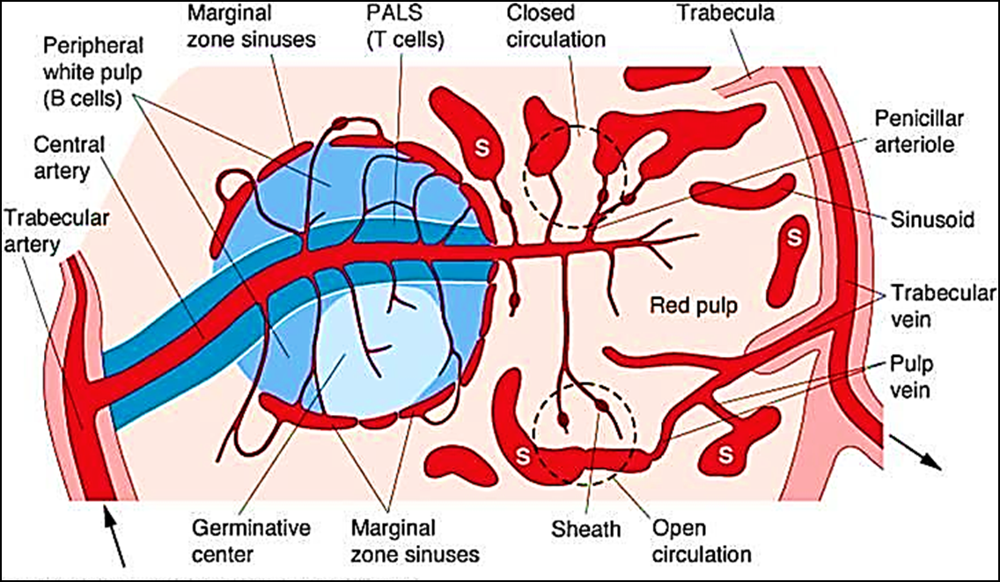 Marginal
zone sinuses
PALS
(T cells)
Closed
circulation
Trabecula
Peripheral
white pulp
(B cells)
Central
artery
Trabecular
artery
Penicillar
arteriole
Sinusoid
Trabecular
vein
Pulp
vein
S
S
S
S
Red pulp
Germinative
center
Marginal
zone sinuses
Sheath
Open
circulation